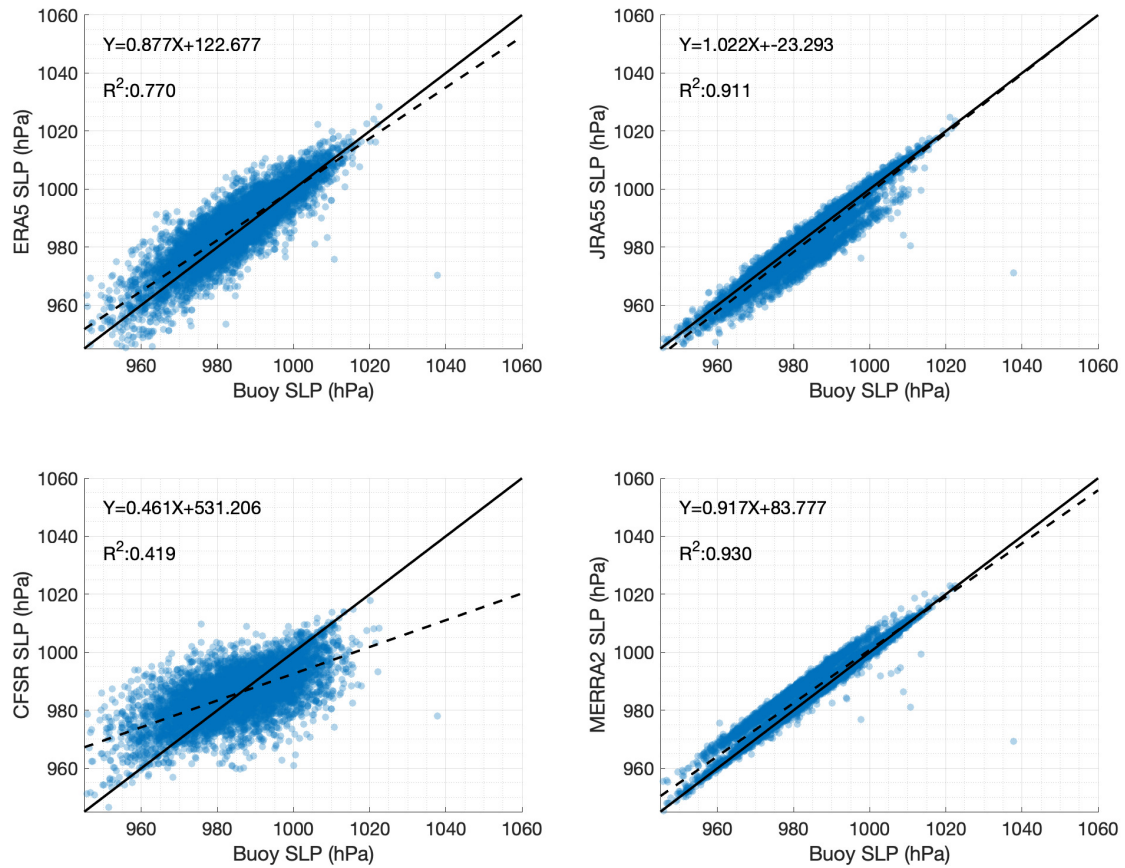 1060
1040
1020
1000
980
960
ERA5 SLP (hPa)
Y=0.877X+122.677
R²:0.770
960 980 1000 1020 1040 1060
Buoy SLP (hPa)
1060
1040
1020
1000
980
960
JRA55 SLP (hPa)
Y=1.022X+-23.293
R²:0.911
960 980 1000 1020 1040 1060
Buoy SLP (hPa)
1060
1040
1020
1000
980
960
CFSR SLP (hPa)
Y=0.461X+531.206
R²:0.419
960 980 1000 1020 1040 1060
Buoy SLP (hPa)
1060
1040
1020
1000
980
960
MERRA2 SLP (hPa)
Y=0.917X+83.777
R²:0.930
960 980 1000 1020 1040 1060
Buoy SLP (hPa)